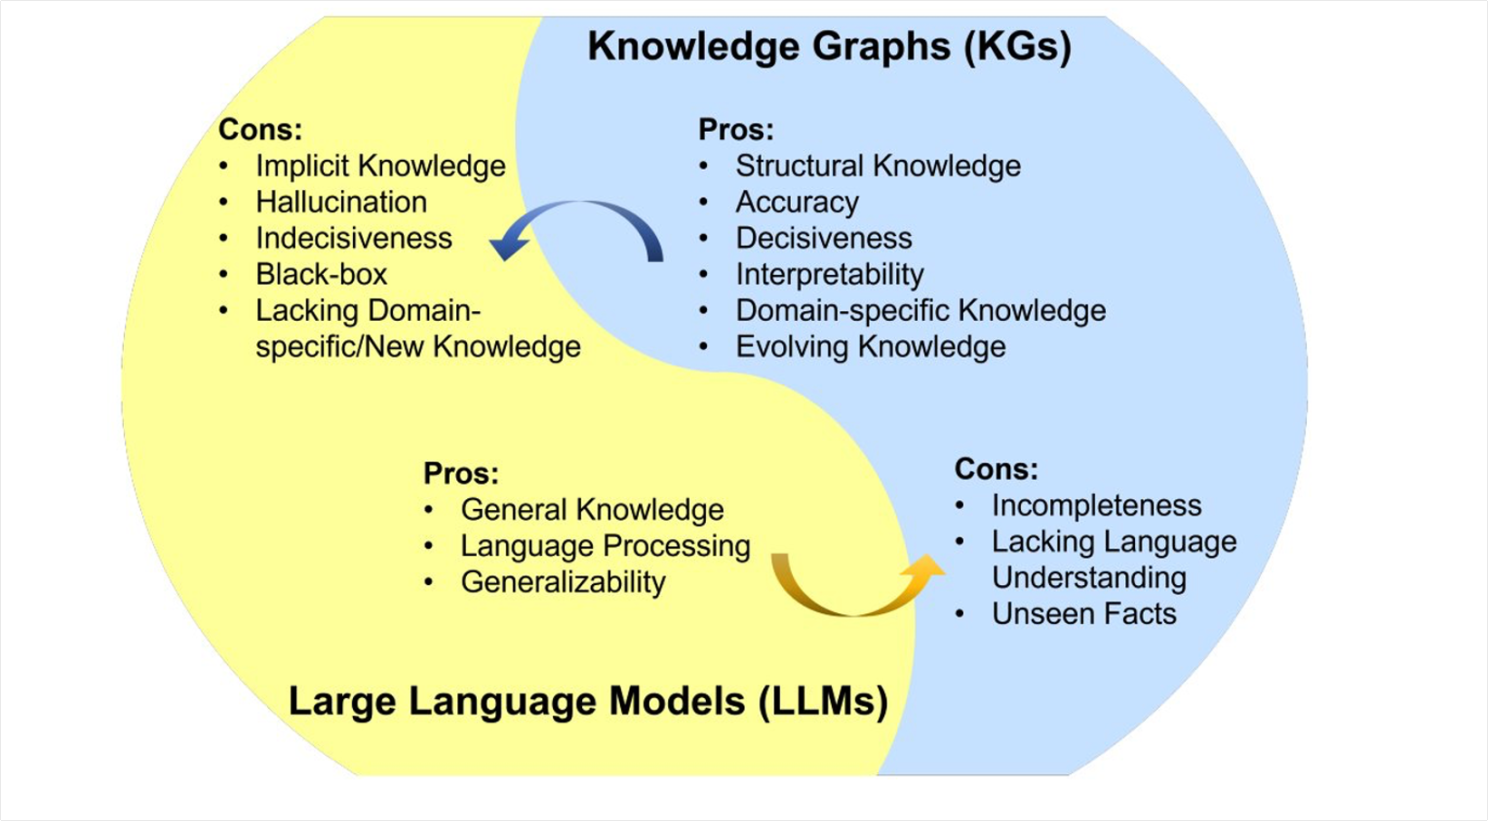 Knowledge Graphs (KGs)
Cons:
• Implicit Knowledge
• Hallucination
• Indecisiveness
• Black-box
• Lacking Domain-
specific/New Knowledge
Pros:
• Structural Knowledge
• Accuracy
• Decisiveness
• Interpretability
• Domain-specific Knowledge
• Evolving Knowledge
Pros:
• General Knowledge
• Language Processing
• Generalizability
Cons:
• Incompleteness
• Lacking Language
Understanding
• Unseen Facts
Large Language Models (LLMs)